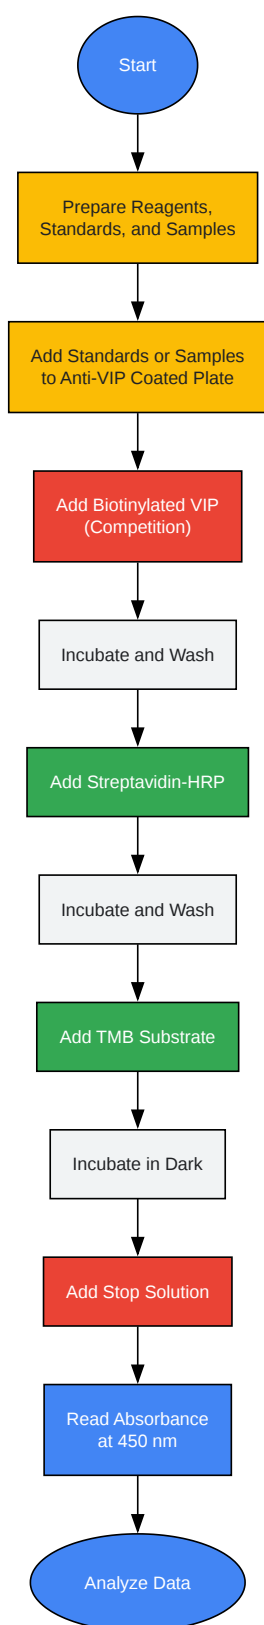 Start
Prepare Reagents,
Standards, and Samples
Add Standards or Samples
to Anti-VIP Coated Plate
Add Biotinylated VIP
(Competition)
Incubate and Wash
Add Streptavidin-HRP
Incubate and Wash
Add TMB Substrate
Incubate in Dark
Add Stop Solution
Read Absorbance
at 450 nm
Analyze Data